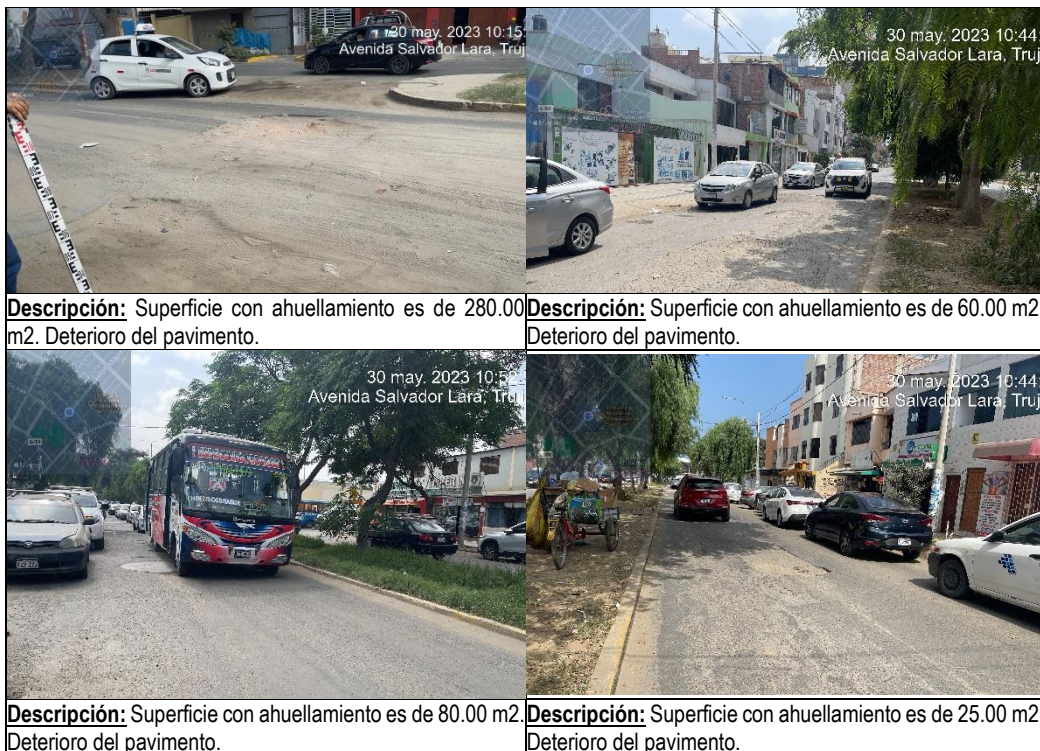 30 may. 2023 10:15
Avenida Salvador Lara, Truj
30 may. 2023 10:44
Avenida Salvador Lara, Truj
Descripción: Superficie con ahuellamiento es de 280.00
m2. Deterioro del pavimento.
Descripción: Superficie con ahuellamiento es de 60.00 m2
Deterioro del pavimento.
30 may. 2023 10:52
Avenida Salvador Lara, Truj
30 may. 2023 10:44
Avenida Salvador Lara, Truj
Descripción: Superficie con ahuellamiento es de 80.00 m2.
Deterioro del pavimento.
Descripción: Superficie con ahuellamiento es de 25.00 m2
Deterioro del pavimento.